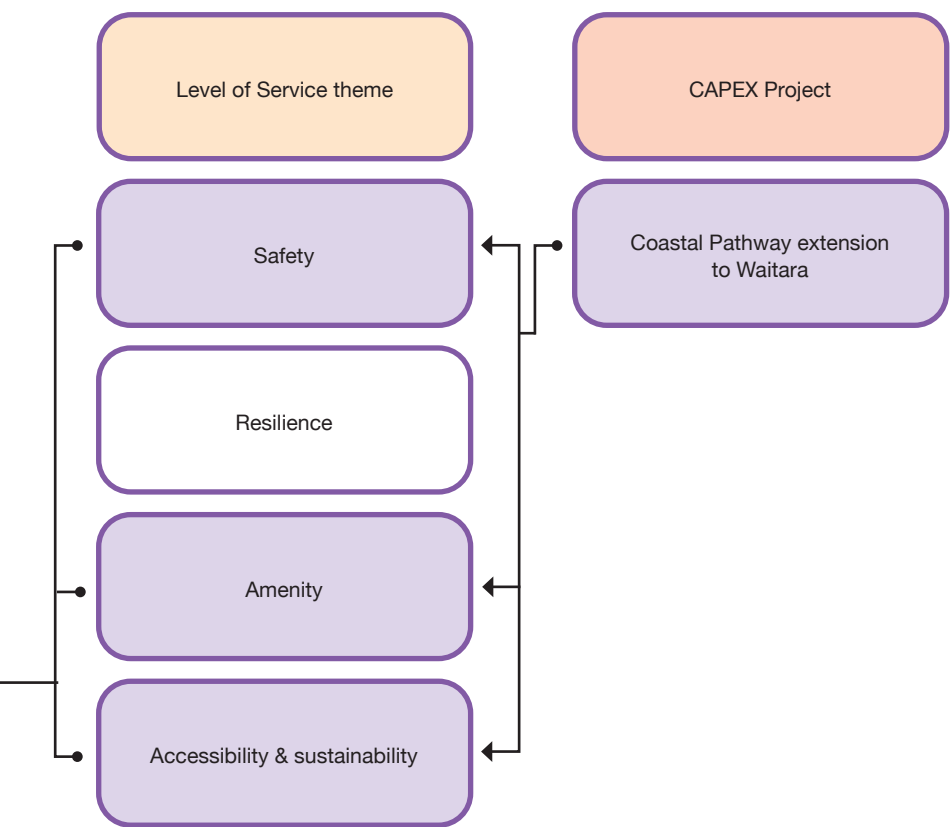 Level of Service theme
CAPEX Project
Safety
Coastal Pathway extension
to Waitara
Resilience
Amenity
Accessibility & sustainability